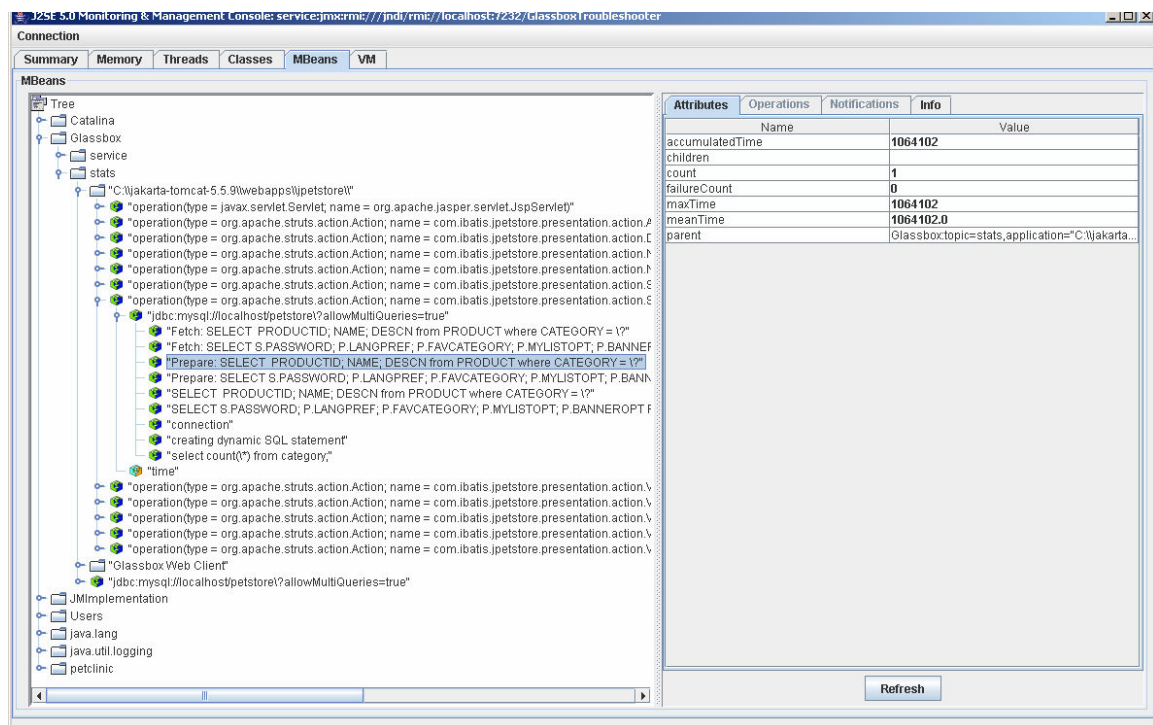 J2SE 5.0 Monitoring & Management Console: service:jmx:rmi:///jndi/rmi://localhost:7232/GlassboxTroubleshooter
Connection
Summary Memory Threads Classes MBeans VM
MBeans
Tree
Catalina
Glassbox
service
stats
"C:\\jakarta-tomcat-5.5.9\\webapps\\jpetstore\\"
"operation(type = javax.servlet.Servlet; name = org.apache.jasper.servlet.JspServlet)"
"operation(type = org.apache.struts.action.Action; name = com.ibatis.jpetstore.presentation.action.A
"operation(type = org.apache.struts.action.Action; name = com.ibatis.jpetstore.presentation.action.D
"operation(type = org.apache.struts.action.Action; name = com.ibatis.jpetstore.presentation.action.N
"operation(type = org.apache.struts.action.Action; name = com.ibatis.jpetstore.presentation.action.N
"operation(type = org.apache.struts.action.Action; name = com.ibatis.jpetstore.presentation.action.S
"operation(type = org.apache.struts.action.Action; name = com.ibatis.jpetstore.presentation.action.S
"jdbc:mysql://localhost/petstore\?allowMultiQueries=true"
"Fetch: SELECT PRODUCTID; NAME; DESCN from PRODUCT where CATEGORY = \?"
"Fetch: SELECT S.PASSWORD; P.LANGPREF; P.FAVCATEGORY; P.MYLISTOPT; P.BANNEF
"Prepare: SELECT PRODUCTID; NAME; DESCN from PRODUCT where CATEGORY = \?"
"Prepare: SELECT S.PASSWORD; P.LANGPREF; P.FAVCATEGORY; P.MYLISTOPT; P.BANN
"SELECT PRODUCTID; NAME; DESCN from PRODUCT where CATEGORY = \?"
"SELECT S.PASSWORD; P.LANGPREF; P.FAVCATEGORY; P.MYLISTOPT; P.BANNEROPT F
"connection"
"creating dynamic SQL statement"
"select count(\*) from category;"
"time"
"operation(type = org.apache.struts.action.Action; name = com.ibatis.jpetstore.presentation.action.V
"operation(type = org.apache.struts.action.Action; name = com.ibatis.jpetstore.presentation.action.V
"operation(type = org.apache.struts.action.Action; name = com.ibatis.jpetstore.presentation.action.V
"operation(type = org.apache.struts.action.Action; name = com.ibatis.jpetstore.presentation.action.V
"operation(type = org.apache.struts.action.Action; name = com.ibatis.jpetstore.presentation.action.V
"Glassbox Web Client"
"jdbc:mysql://localhost/petstore\?allowMultiQueries=true"
JMImplementation
Users
java.lang
java.util.logging
petclinic
Attributes Operations Notifications Info
Name Value
accumulatedTime 1064102
children
count 1
failureCount 0
maxTime 1064102
meanTime 1064102.0
parent Glassbox:topic=stats,application="C:\\jakarta...
Refresh